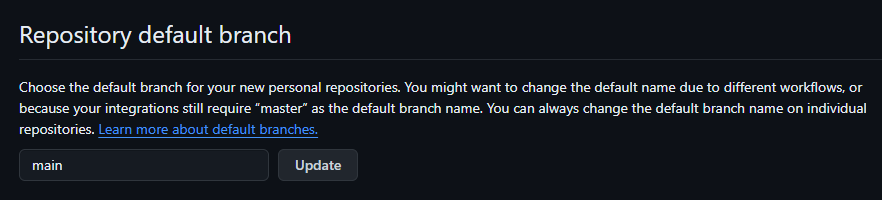 Repository default branch
Choose the default branch for your new personal repositories. You might want to change the default name due to different workflows, or
because your integrations still require “master” as the default branch name. You can always change the default branch name on individual
repositories. Learn more about default branches.
main Update